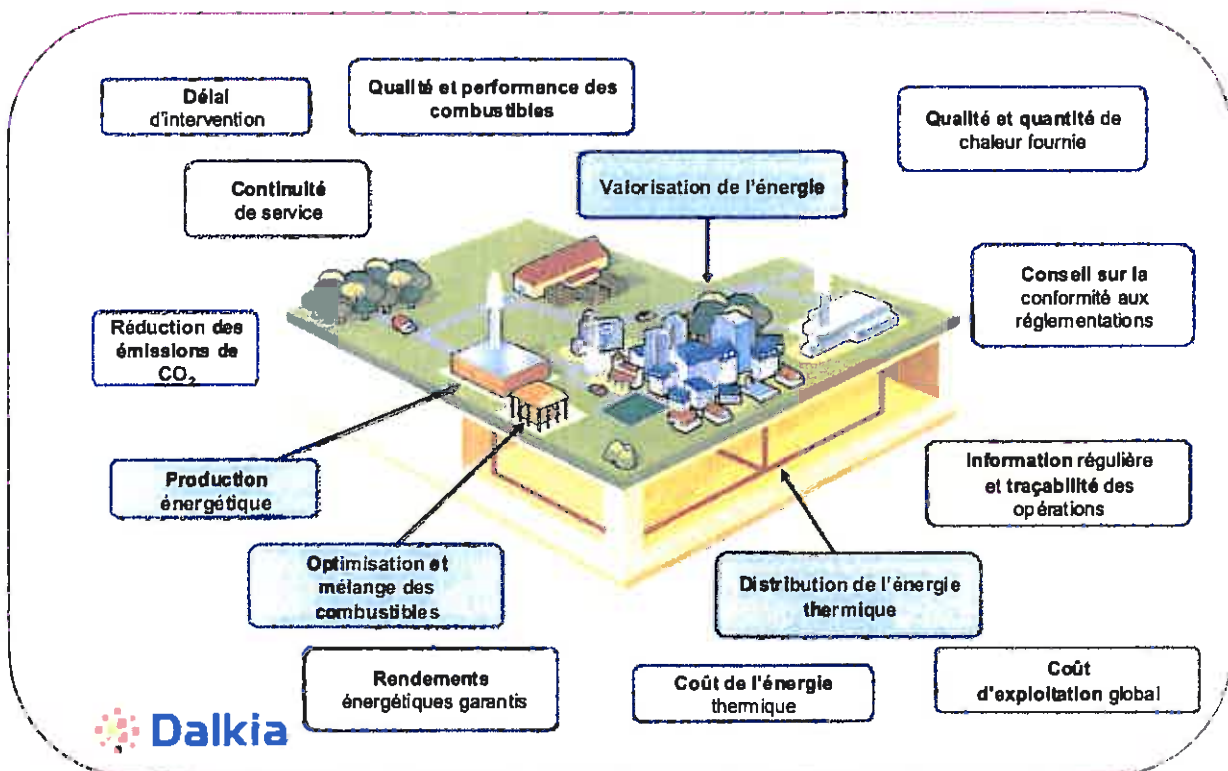 Délai
d'intervention
Qualité et performance des
combustibles
Qualité et quantité de
chaleur fournie
Continuité
de service
Valorisation de l'énergie
Conseil sur la
conformité aux
réglementations
Réduction des
émissions de
CO₂
Production
énergétique
Information régulière
et traçabilité des
opérations
Optimisation et
mélange des
combustibles
Distribution de l'énergie
thermique
Rendements
énergétiques garantis
Coût de l'énergie
thermique
Coût
d'exploitation global
Dalkia